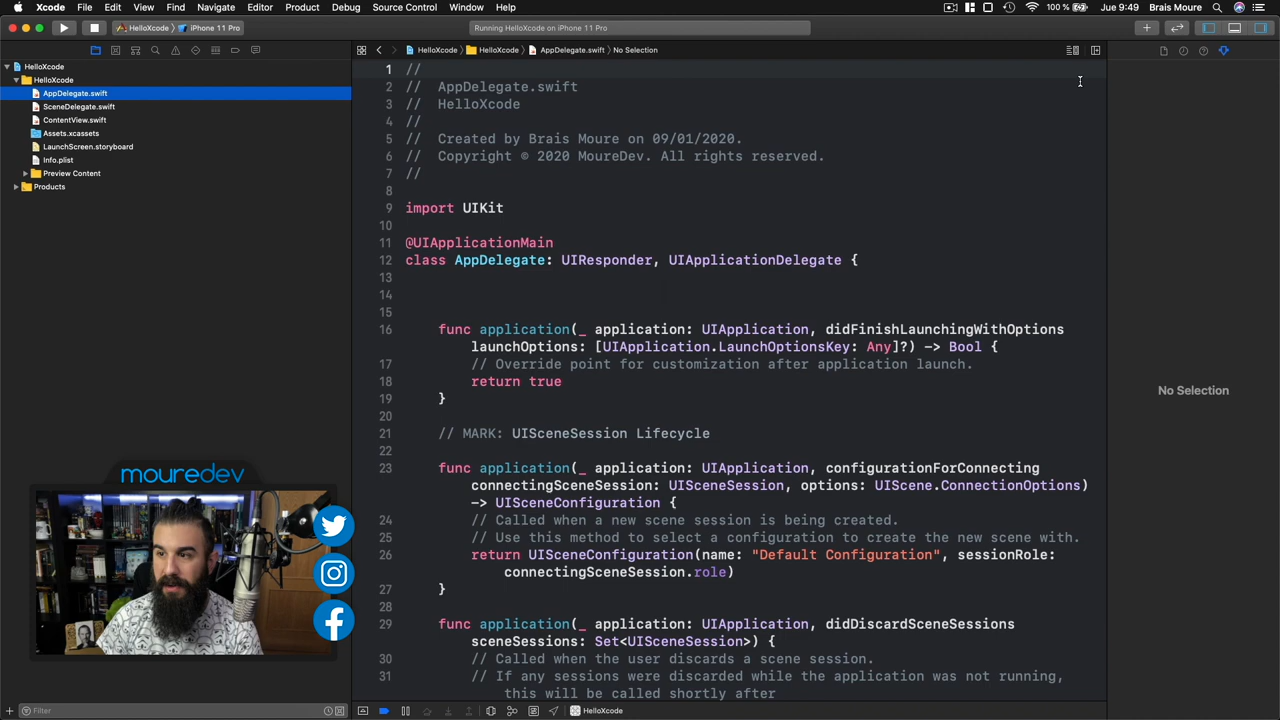 Xcode File Edit View Find Navigate Editor Product Debug Source Control Window Help
100 % Jue 9:49 Brais Moure
HelloXcode iPhone 11 Pro
Running HelloXcode on iPhone 11 Pro
HelloXcode HelloXcode AppDelegate.swift No Selection
HelloXcode
HelloXcode
AppDelegate.swift
SceneDelegate.swift
ContentView.swift
Assets.xcassets
LaunchScreen.storyboard
Info.plist
Preview Content
Products
1 //
2 // AppDelegate.swift
3 // HelloXcode
4 //
5 // Created by Brais Moure on 09/01/2020.
6 // Copyright © 2020 MoureDev. All rights reserved.
7 //
8
9 import UIKit
10
11 @UIApplicationMain
12 class AppDelegate: UIResponder, UIApplicationDelegate {
13
14
15
16 func application(_ application: UIApplication, didFinishLaunchingWithOptions
launchOptions: [UIApplication.LaunchOptionsKey: Any]?) -> Bool {
17 // Override point for customization after application launch.
18 return true
19 }
20
21 // MARK: UISceneSession Lifecycle
22
23 func application(_ application: UIApplication, configurationForConnecting
connectingSceneSession: UISceneSession, options: UIScene.ConnectionOptions)
-> UISceneConfiguration {
24 // Called when a new scene session is being created.
25 // Use this method to select a configuration to create the new scene with.
26 return UISceneConfiguration(name: "Default Configuration", sessionRole:
connectingSceneSession.role)
27 }
28
29 func application(_ application: UIApplication, didDiscardSceneSessions
sceneSessions: Set<UISceneSession>) {
30 // Called when the user discards a scene session.
31 // If any sessions were discarded while the application was not running,
this will be called shortly after
No Selection
mouredev
Filter
HelloXcode